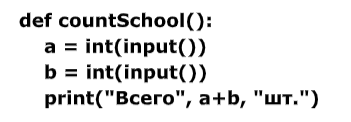 def countSchool():
    a = int(input())
    b = int(input())
    print("Всего", a+b, "шт.")